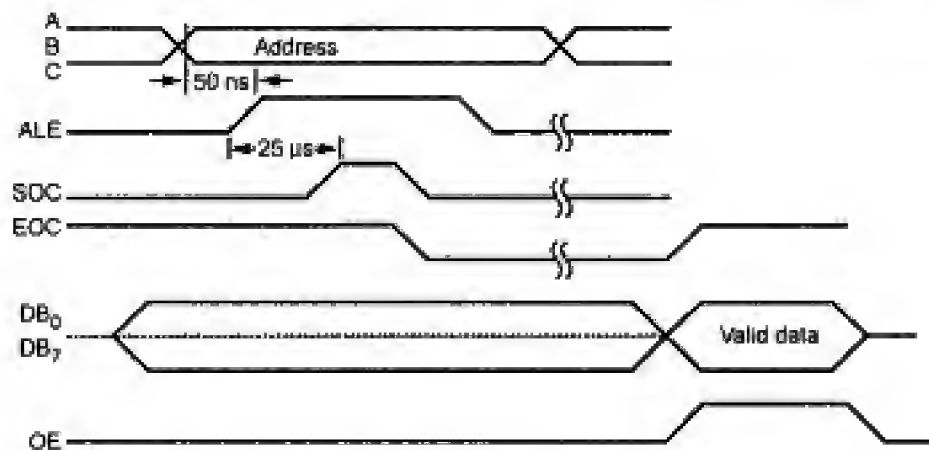 A
B
C
Address
50 ns
ALE
25 µs
SOC
EOC
DB0
DB7
Valid data
OE